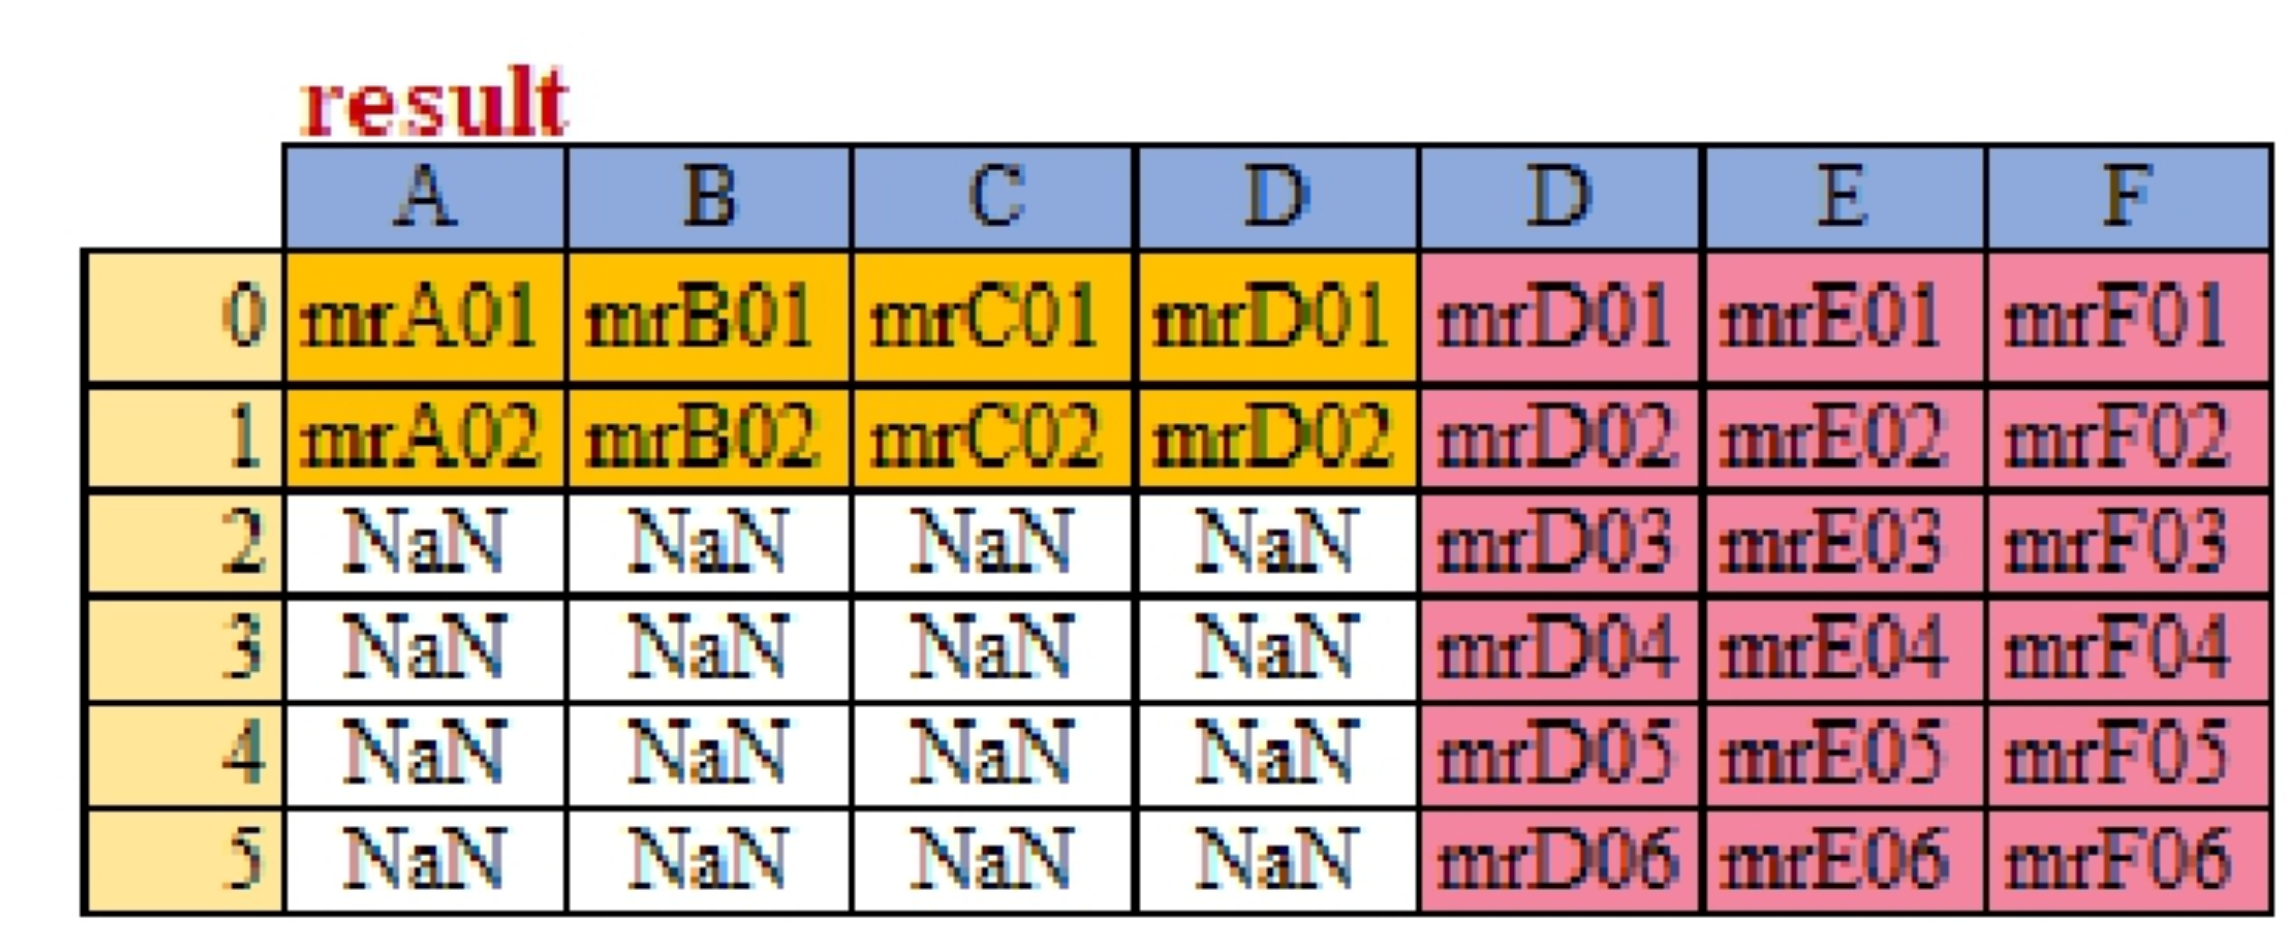 result
A B C D D E F
0 mrA01 mrB01 mrC01 mrD01 mrD01 mrE01 mrF01
1 mrA02 mrB02 mrC02 mrD02 mrD02 mrE02 mrF02
2 NaN NaN NaN NaN mrD03 mrE03 mrF03
3 NaN NaN NaN NaN mrD04 mrE04 mrF04
4 NaN NaN NaN NaN mrD05 mrE05 mrF05
5 NaN NaN NaN NaN mrD06 mrE06 mrF06